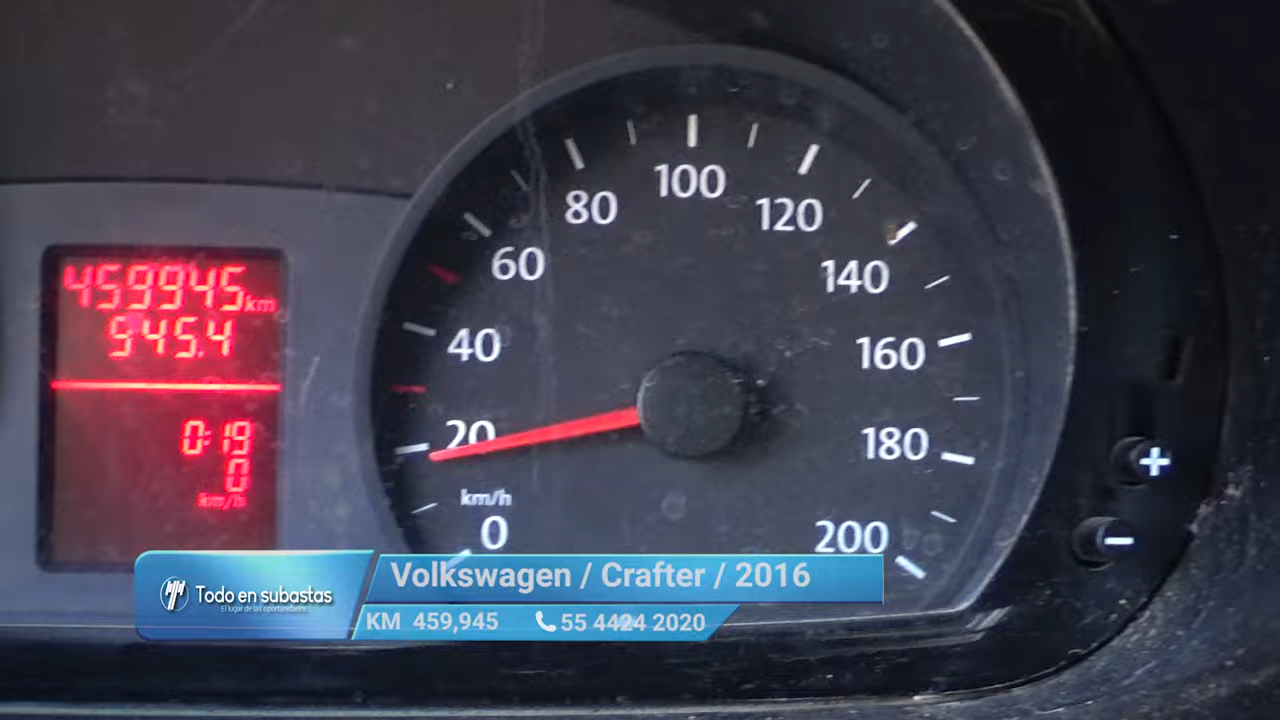 459945km
945.4
0:19
0
km/h
0
20
40
60
80
100
120
140
160
180
200
km/h
+
-
Todo en subastas
El lugar de las oportunidades
Volkswagen / Crafter / 2016
KM 459,945
55 4424 2020